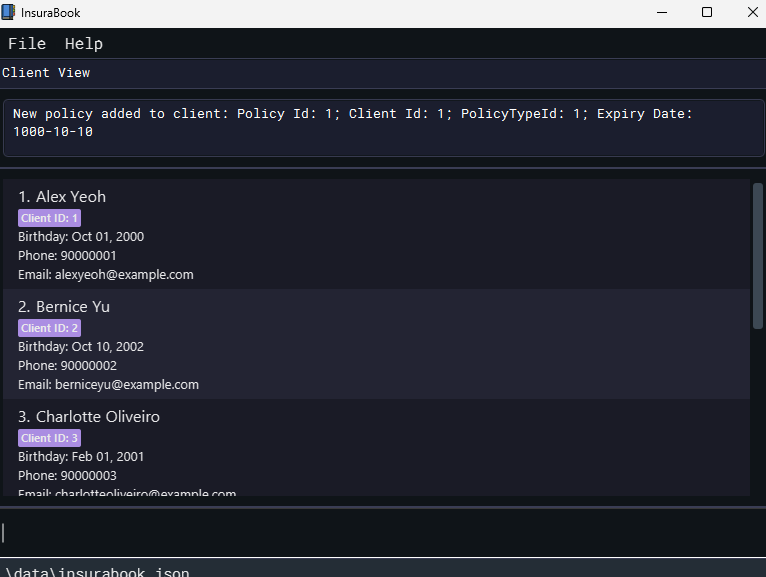 InsuraBook
File Help
Client View
New policy added to client: Policy Id: 1; Client Id: 1; PolicyTypeId: 1; Expiry Date:
1000-10-10
1. Alex Yeoh
Client ID: 1
Birthday: Oct 01, 2000
Phone: 90000001
Email: alexyeoh@example.com
2. Bernice Yu
Client ID: 2
Birthday: Oct 10, 2002
Phone: 90000002
Email: berniceyu@example.com
3. Charlotte Oliveiro
Client ID: 3
Birthday: Feb 01, 2001
Phone: 90000003
Email: charlotteoliveiro@example.com
.\data\insurabook.json